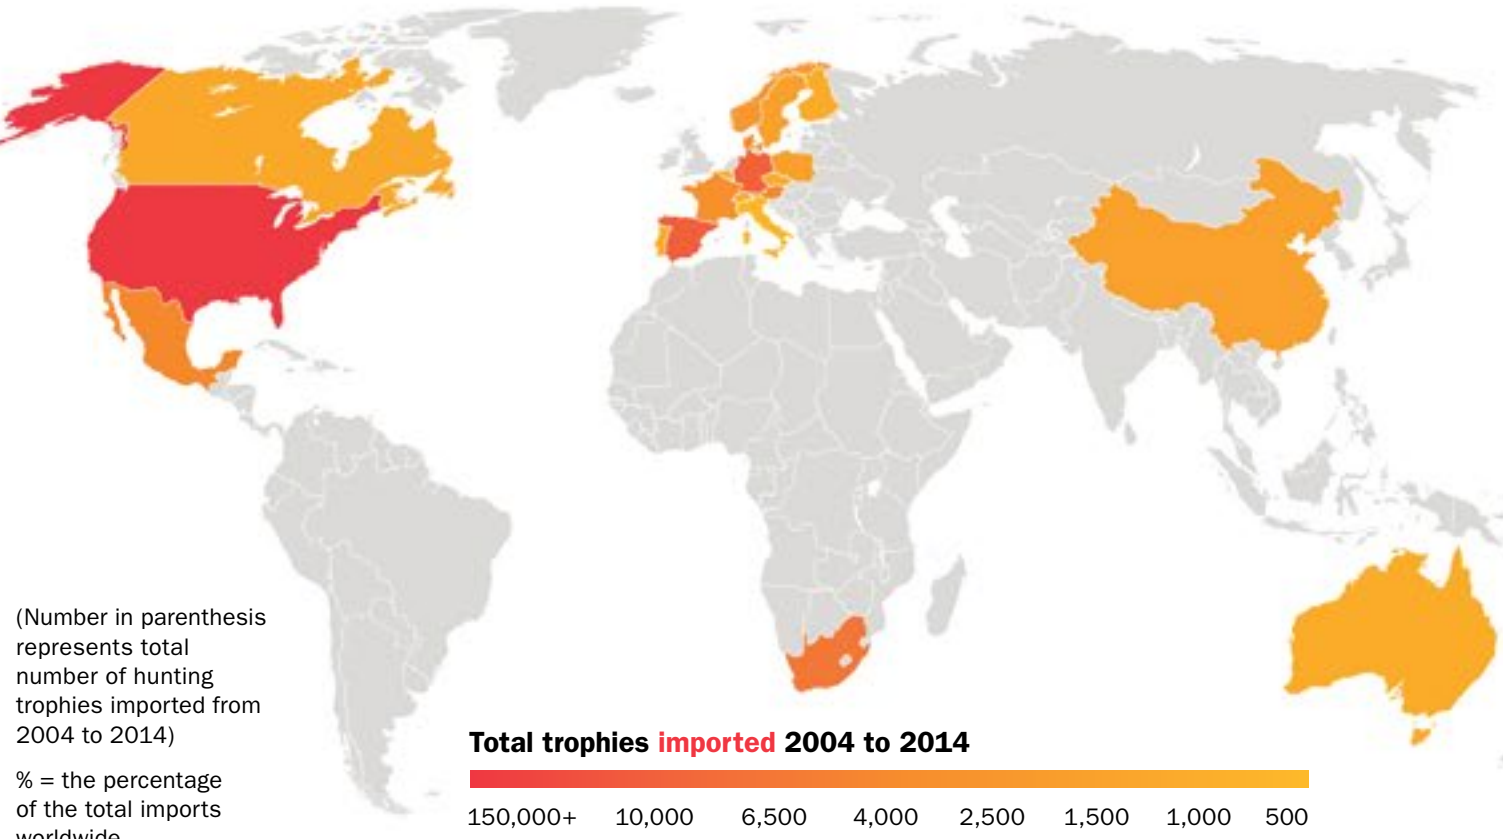 (Number in parenthesis
represents total
number of hunting
trophies imported from
2004 to 2014)
% = the percentage
of the total imports
worldwide
Total trophies imported 2004 to 2014
150,000+ 10,000 6,500 4,000 2,500 1,500 1,000 500